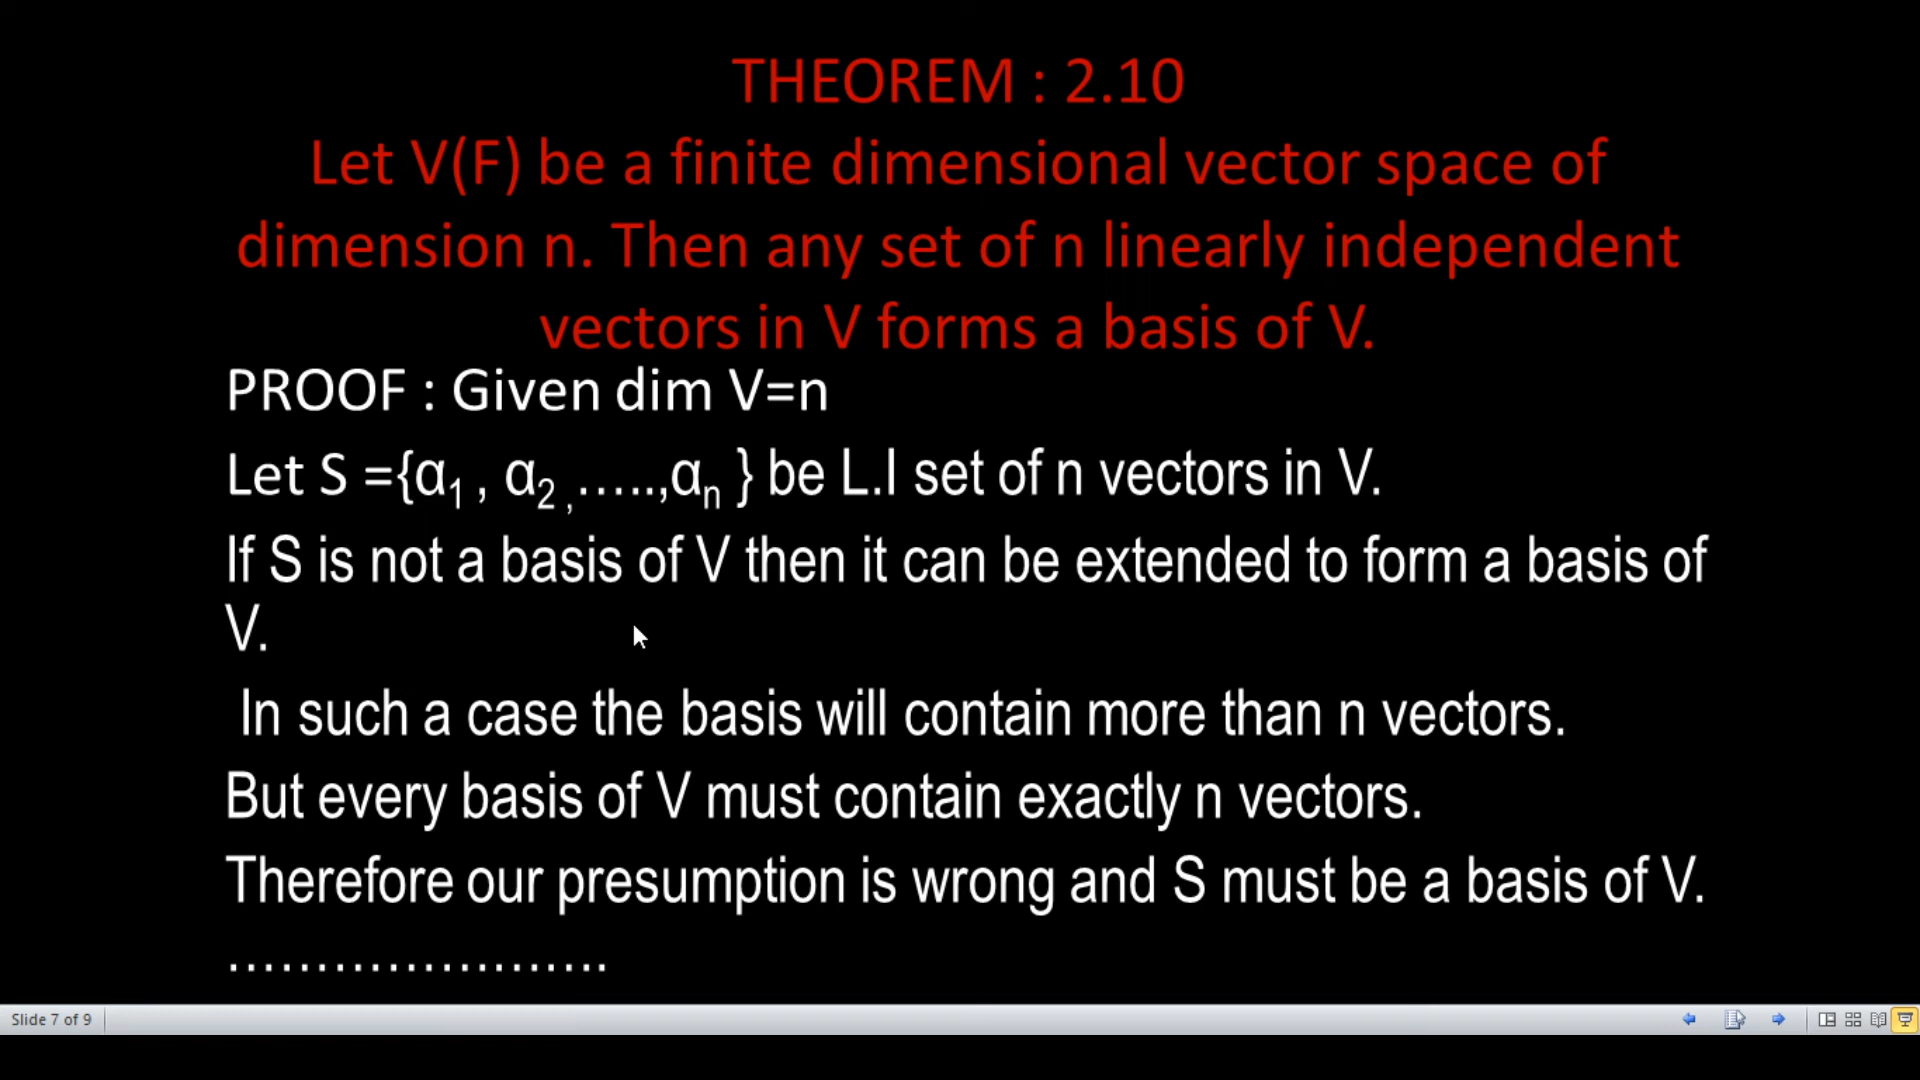 THEOREM : 2.10
Let V(F) be a finite dimensional vector space of
dimension n. Then any set of n linearly independent
vectors in V forms a basis of V.
PROOF : Given dim V=n
Let S ={α₁ , α₂ ,…..,αₙ } be L.I set of n vectors in V.
If S is not a basis of V then it can be extended to form a basis of
V.
In such a case the basis will contain more than n vectors.
But every basis of V must contain exactly n vectors.
Therefore our presumption is wrong and S must be a basis of V.
…………………….
Slide 7 of 9